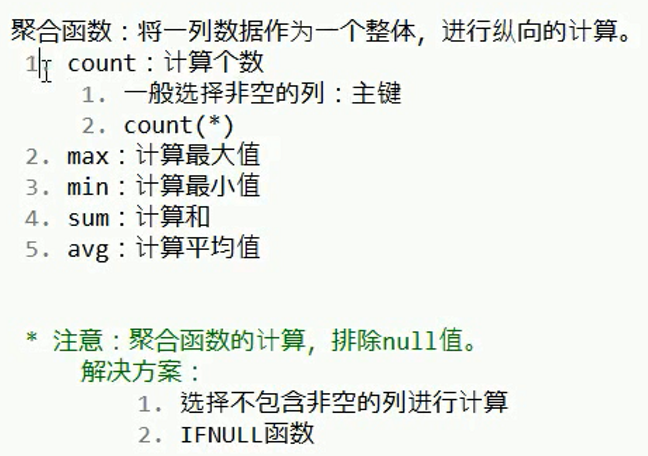 聚合函数：将一列数据作为一个整体，进行纵向的计算。
1. count：计算个数
1. 一般选择非空的列：主键
2. count(*)
2. max：计算最大值
3. min：计算最小值
4. sum：计算和
5. avg：计算平均值
* 注意：聚合函数的计算，排除null值。
解决方案：
1. 选择不包含非空的列进行计算
2. IFNULL函数